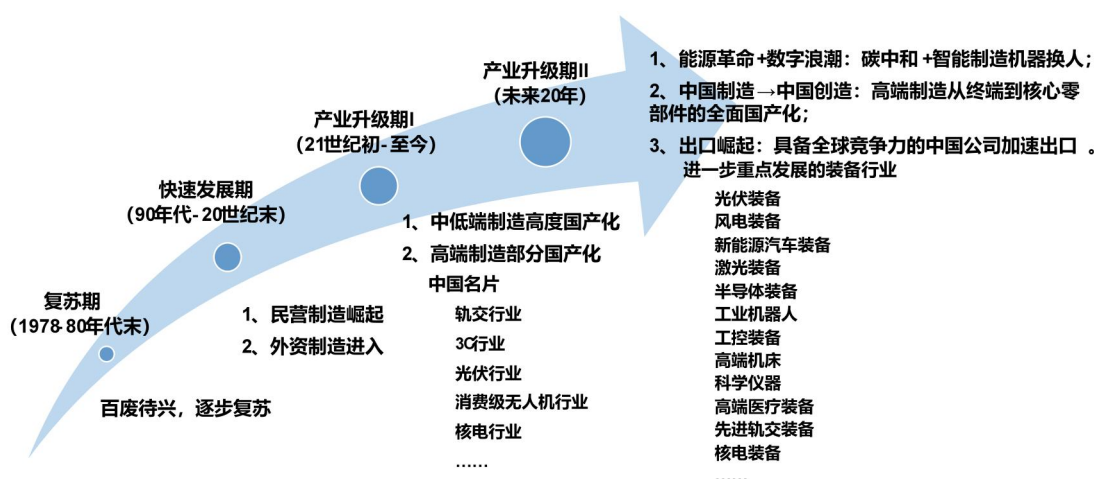 复苏期
(1978-80年代末)
百废待兴，逐步复苏
快速发展期
(90年代-20世纪末)
1、民营制造崛起
2、外资制造进入
产业升级期I
(21世纪初-至今)
1、中低端制造高度国产化
2、高端制造部分国产化
中国名片
轨交行业
3C行业
光伏行业
消费级无人机行业
核电行业
……
产业升级期II
(未来20年)
1、能源革命+数字浪潮：碳中和+智能制造机器换人；
2、中国制造→中国创造：高端制造从终端到核心零
部件的全面国产化；
3、出口崛起：具备全球竞争力的中国公司加速出口 。
进一步重点发展的装备行业
光伏装备
风电装备
新能源汽车装备
激光装备
半导体装备
工业机器人
工控装备
高端机床
科学仪器
高端医疗装备
先进轨交装备
核电装备
……